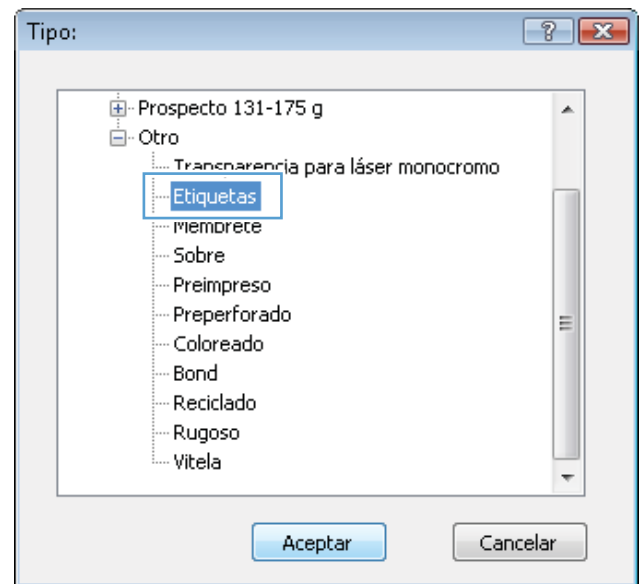 Tipo:
Prospecto 131-175 g
Otro
Transparencia para láser monocromo
Etiquetas
Membrete
Sobre
Preimpreso
Preperforado
Coloreado
Bond
Reciclado
Rugoso
Vitela
Aceptar
Cancelar